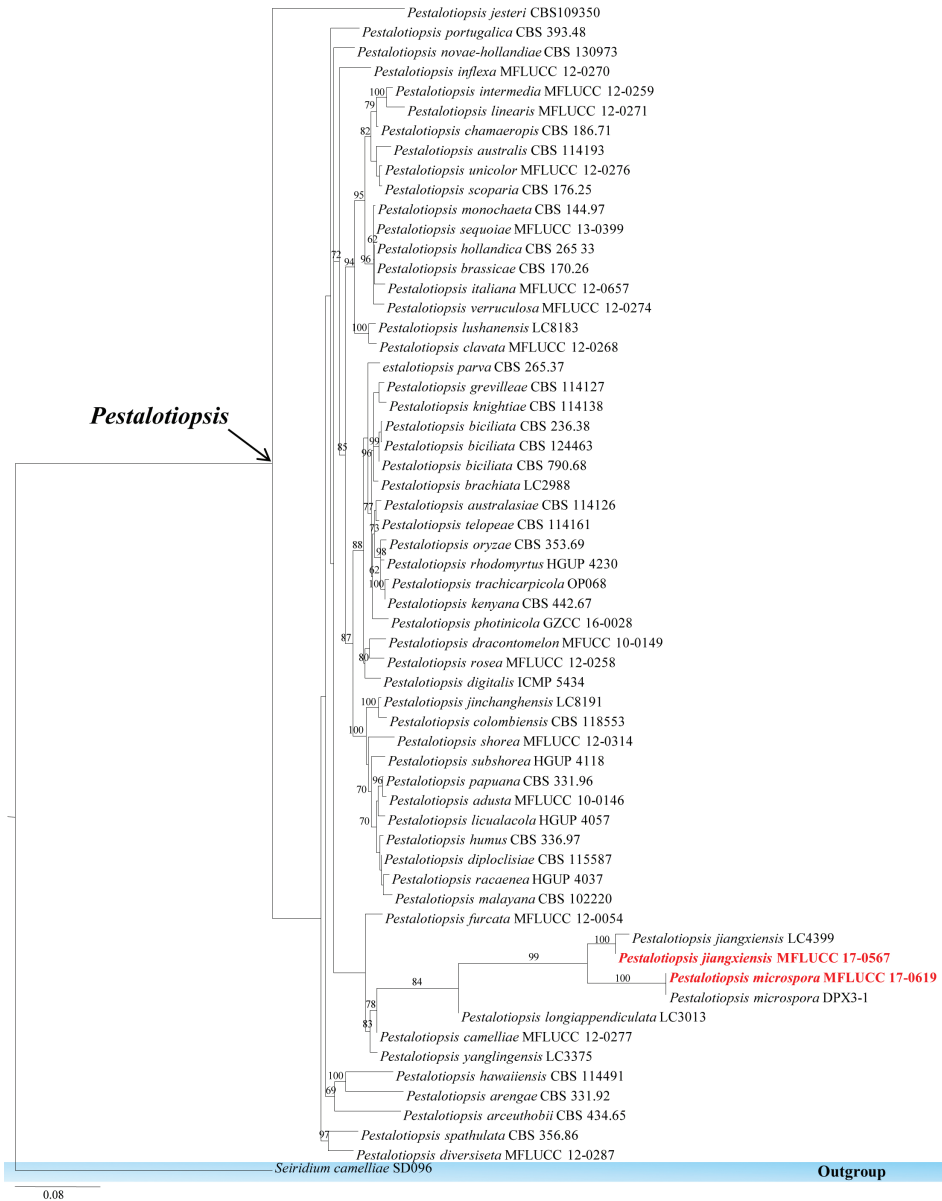 Pestalotiopsis jesteri CBS109350
Pestalotiopsis portugalica CBS 393.48
Pestalotiopsis novae-hollandiae CBS 130973
Pestalotiopsis inflexa MFLUCC 12-0270
100 Pestalotiopsis intermedia MFLUCC 12-0259
79 Pestalotiopsis linearis MFLUCC 12-0271
82 Pestalotiopsis chamaeropis CBS 186.71
Pestalotiopsis australis CBS 114193
Pestalotiopsis unicolor MFLUCC 12-0276
Pestalotiopsis scoparia CBS 176.25
95
Pestalotiopsis monochaeta CBS 144.97
Pestalotiopsis sequoiae MFLUCC 13-0399
62 Pestalotiopsis hollandica CBS 265 33
72 94 96 Pestalotiopsis brassicae CBS 170.26
Pestalotiopsis italiana MFLUCC 12-0657
Pestalotiopsis verruculosa MFLUCC 12-0274
100 Pestalotiopsis lushanensis LC8183
Pestalotiopsis clavata MFLUCC 12-0268
estalotiopsis parva CBS 265.37
Pestalotiopsis grevilleae CBS 114127
Pestalotiopsis knightiae CBS 114138
Pestalotiopsis
Pestalotiopsis biciliata CBS 236.38
85 99 Pestalotiopsis biciliata CBS 124463
96 Pestalotiopsis biciliata CBS 790.68
Pestalotiopsis brachiata LC2988
77 Pestalotiopsis australasiae CBS 114126
73 Pestalotiopsis telopeae CBS 114161
88 98 Pestalotiopsis oryzae CBS 353.69
62 Pestalotiopsis rhodomyrtus HGUP 4230
100 Pestalotiopsis trachicarpicola OP068
Pestalotiopsis kenyana CBS 442.67
Pestalotiopsis photinicola GZCC 16-0028
87 Pestalotiopsis dracontomelon MFUCC 10-0149
80 Pestalotiopsis rosea MFLUCC 12-0258
Pestalotiopsis digitalis ICMP 5434
100 Pestalotiopsis jinchanghensis LC8191
Pestalotiopsis colombiensis CBS 118553
100 Pestalotiopsis shorea MFLUCC 12-0314
Pestalotiopsis subshorea HGUP 4118
96 Pestalotiopsis papuana CBS 331.96
70 Pestalotiopsis adusta MFLUCC 10-0146
70 Pestalotiopsis licualacola HGUP 4057
Pestalotiopsis humus CBS 336.97
Pestalotiopsis diploclisiae CBS 115587
Pestalotiopsis racaenea HGUP 4037
Pestalotiopsis malayana CBS 102220
Pestalotiopsis furcata MFLUCC 12-0054
100 Pestalotiopsis jiangxiensis LC4399
99 Pestalotiopsis jiangxiensis MFLUCC 17-0567
84 100 Pestalotiopsis microspora MFLUCC 17-0619
Pestalotiopsis microspora DPX3-1
78 Pestalotiopsis longiappendiculata LC3013
83 Pestalotiopsis camelliae MFLUCC 12-0277
Pestalotiopsis yanglingensis LC3375
100 Pestalotiopsis hawaiiensis CBS 114491
69 Pestalotiopsis arengae CBS 331.92
Pestalotiopsis arceuthobii CBS 434.65
97 Pestalotiopsis spathulata CBS 356.86
Pestalotiopsis diversiseta MFLUCC 12-0287
Seiridium camelliae SD096 Outgroup
0.08